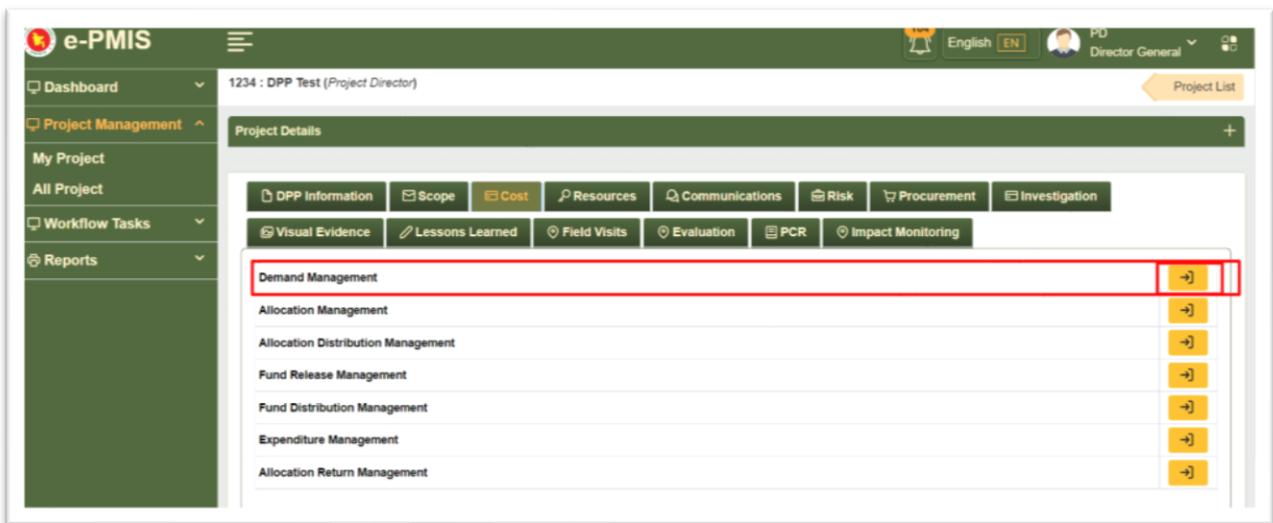 e-PMIS
English EN
PD
Director General
Dashboard
1234 : DPP Test (Project Director)
Project List
Project Management
Project Details
+
My Project
All Project
DPP Information Scope Cost Resources Communications Risk Procurement Investigation
Workflow Tasks
Visual Evidence Lessons Learned Field Visits Evaluation PCR Impact Monitoring
Reports
Demand Management
Allocation Management
Allocation Distribution Management
Fund Release Management
Fund Distribution Management
Expenditure Management
Allocation Return Management